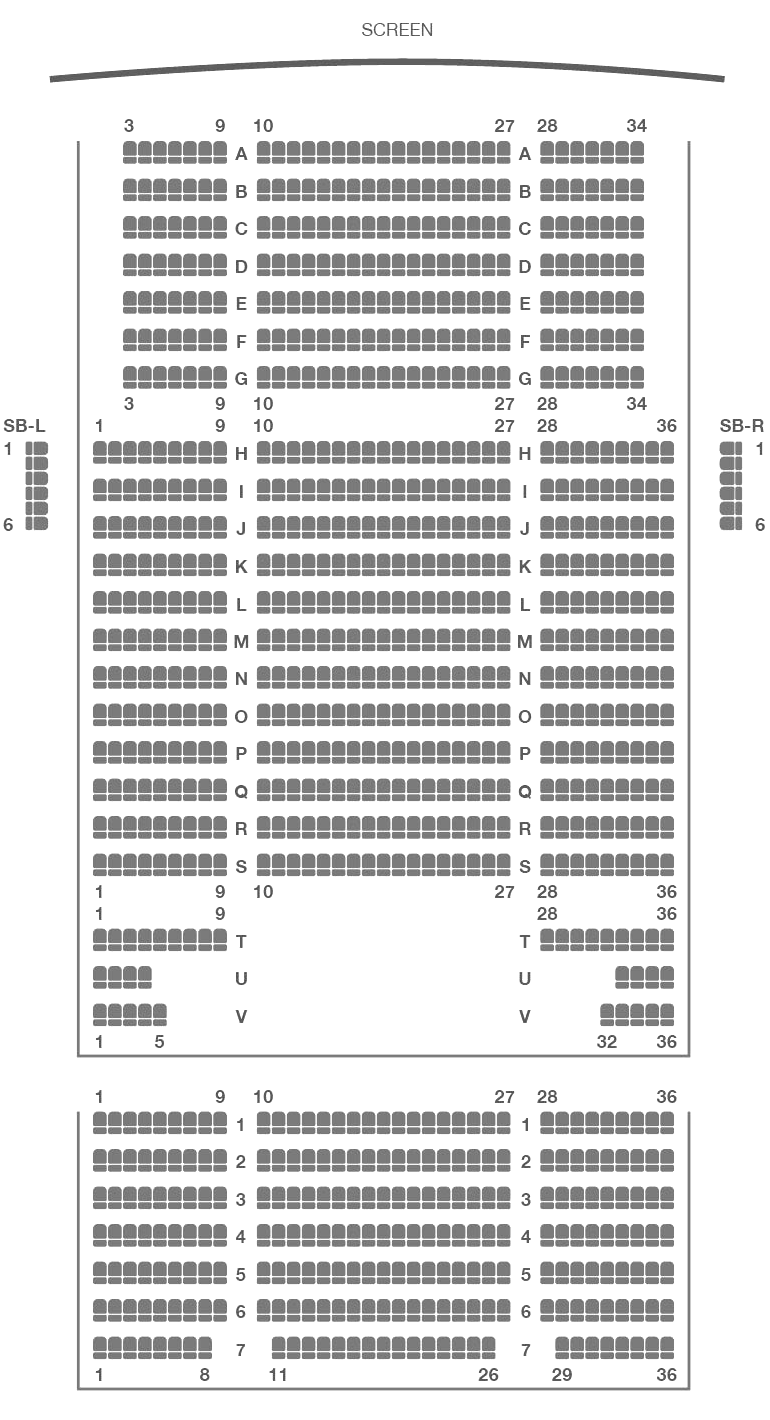 SCREEN
3 9 10 27 28 34
A A
B B
C C
D D
E E
F F
G G
3 9 10 27 28 34
SB-L 1 9 10 27 28 36 SB-R
1 H H 1
I I
6 J J 6
K K
L L
M M
N N
O O
P P
Q Q
R R
S S
1 9 10 27 28 36
1 9 28 36
T T
U U
V V
1 5 32 36
1 9 10 27 28 36
1 1
2 2
3 3
4 4
5 5
6 6
7 7
1 8 11 26 29 36